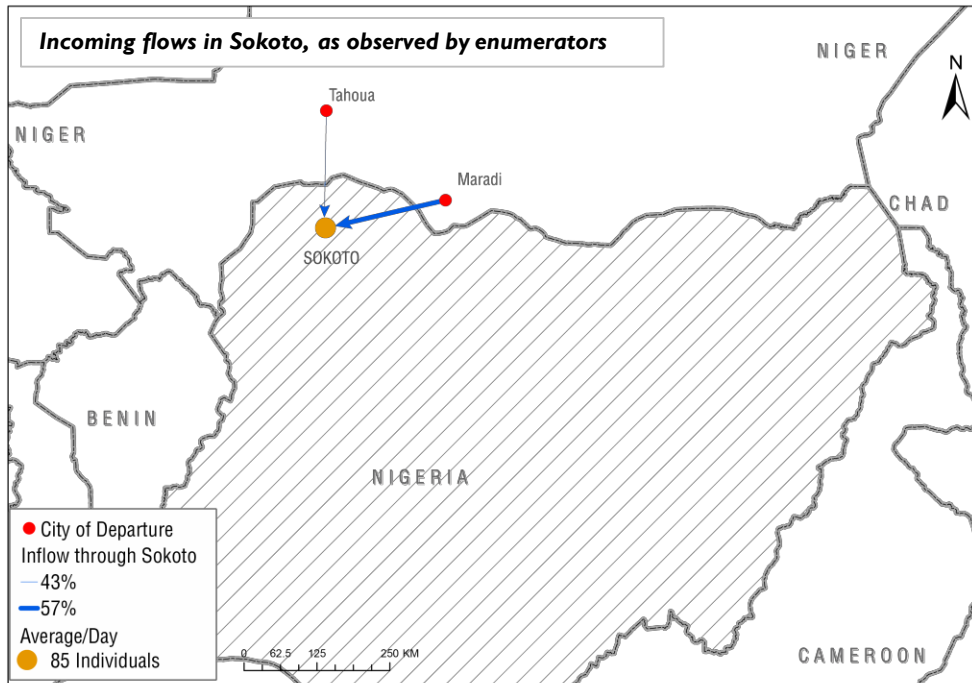 Incoming flows in Sokoto, as observed by enumerators
NIGER
N
Tahoua
NIGER
Maradi
CHAD
SOKOTO
BENIN
NIGERIA
City of Departure
Inflow through Sokoto
43%
57%
Average/Day
85 Individuals
0 62.5 125 250 KM
CAMEROON